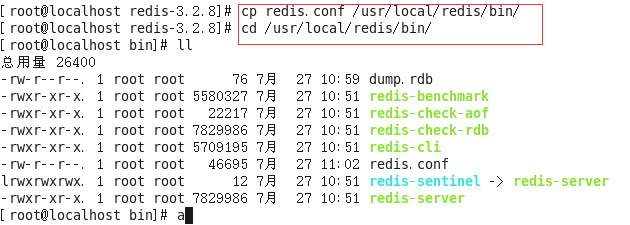 [root@localhost redis-3.2.8]# cp redis.conf /usr/local/redis/bin/
[root@localhost redis-3.2.8]# cd /usr/local/redis/bin/
[root@localhost bin]# ll
总用量 26400
-rw-r--r--. 1 root root 76 7月 27 10:59 dump.rdb
-rwxr-xr-x. 1 root root 5580327 7月 27 10:51 redis-benchmark
-rwxr-xr-x. 1 root root 22217 7月 27 10:51 redis-check-aof
-rwxr-xr-x. 1 root root 7829986 7月 27 10:51 redis-check-rdb
-rwxr-xr-x. 1 root root 5709195 7月 27 10:51 redis-cli
-rw-r--r--. 1 root root 46695 7月 27 11:02 redis.conf
lrwxrwxrwx. 1 root root 12 7月 27 10:51 redis-sentinel -> redis-server
-rwxr-xr-x. 1 root root 7829986 7月 27 10:51 redis-server
[root@localhost bin]# a